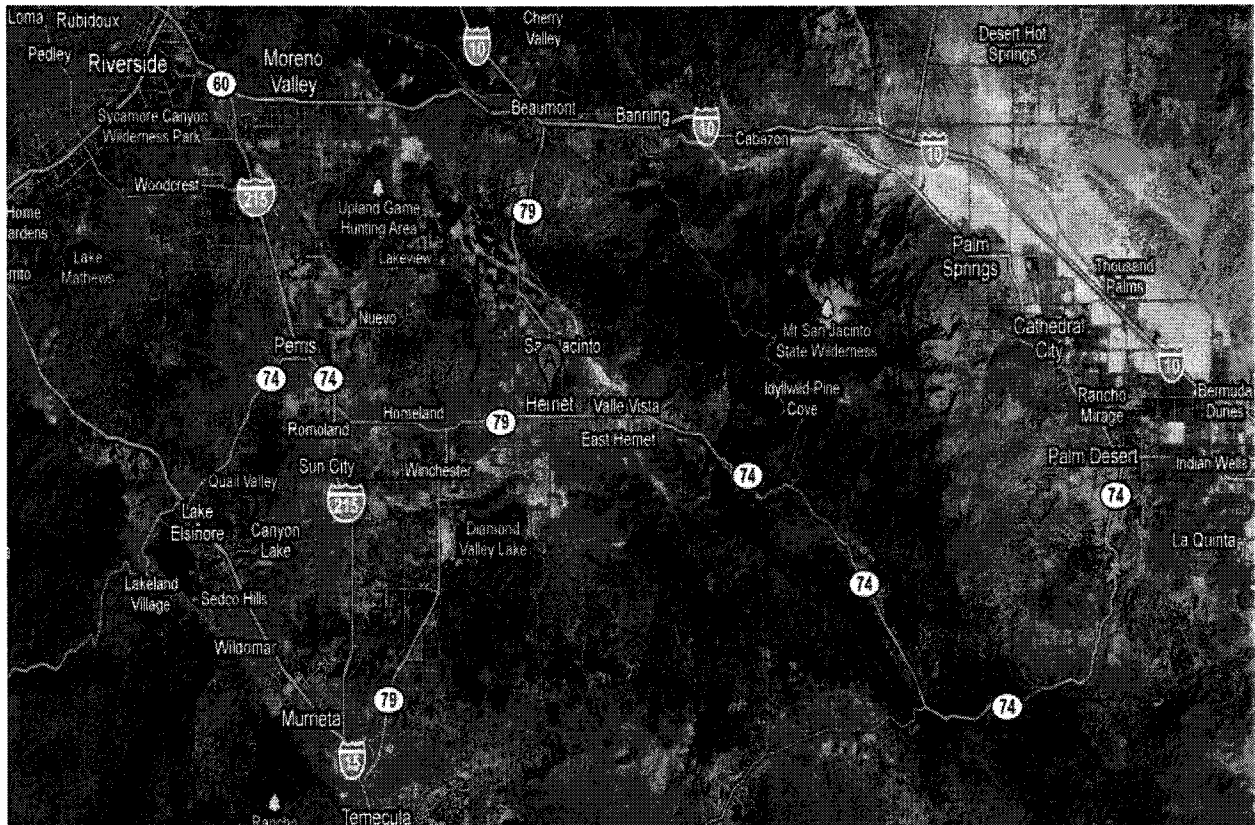 Loma
Rubidoux
Cherry
Valley
Pedley
Desert Hot
Springs
Riverside
Moreno
Valley
10
60
Sycamore Canyon
Wilderness Park
Beaumont
Banning
10
Cabazon
10
Woodcrest
215
Upland Game
Hunting Area
79
Home
ardens
Lake
Mathews
Lakeview
Palm
Springs
Thousand
Palms
Nuevo
Mt San Jacinto
State Wilderness
Cathedral
City
Perris
74
74
10
Idyllwild-Pine
Cove
Rancho
Mirage
Bermuda
Dunes
Homeland
79
Hemet
Valle Vista
Romoland
East Hemet
Sun City
Winchester
Palm Desert
Indian Wells
74
74
Quail Valley
215
Lake
Elsinore
Canyon
Lake
Diamond
Valley Lake
La Quinta
Lakeland
Village
Sedco Hills
74
Wildomar
79
74
Murrieta
15
Rancho
Temecula